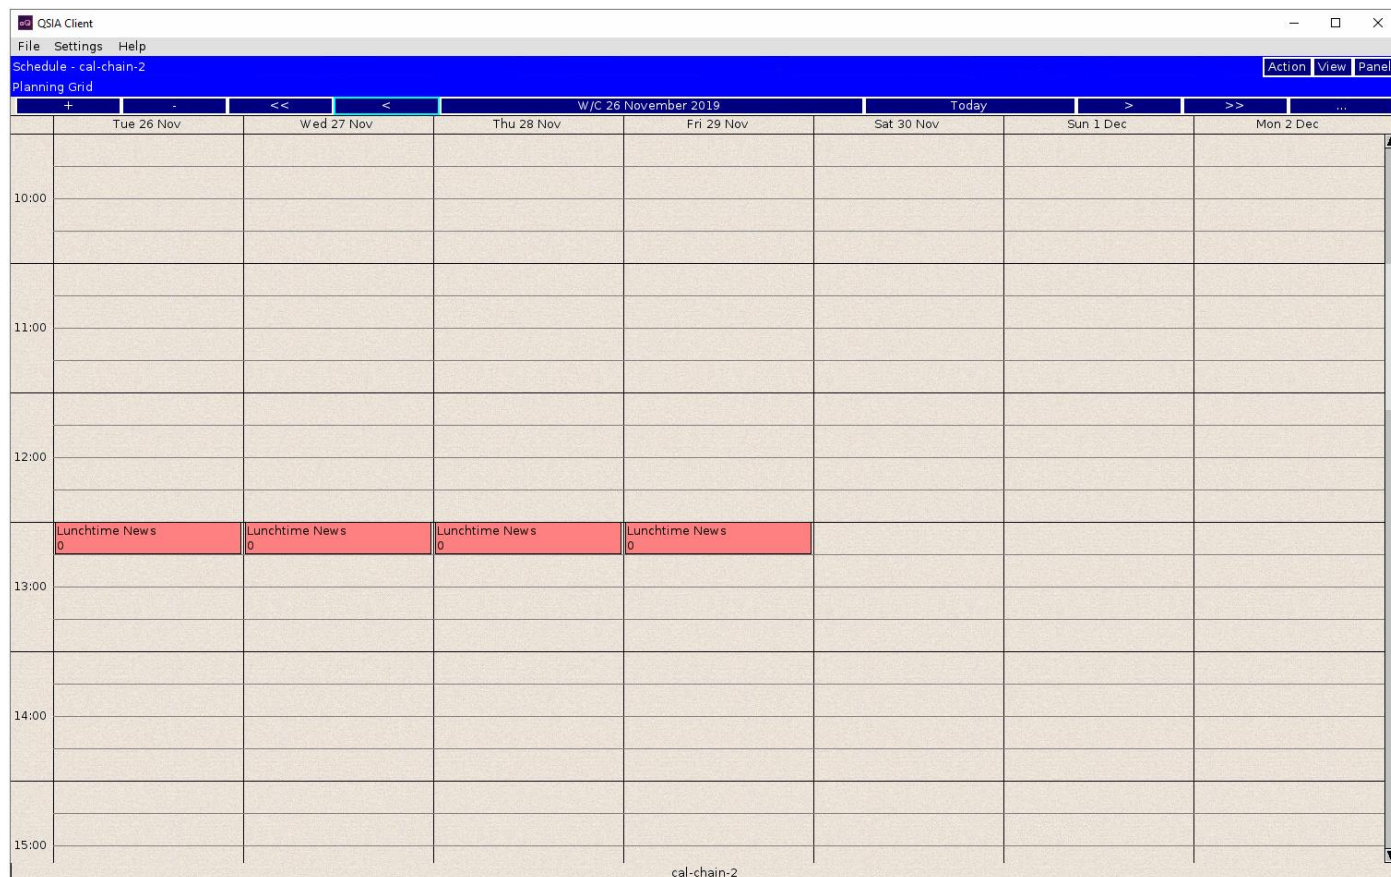 QSIA Client
File Settings Help
Schedule - cal-chain-2
Action View Panel
Planning Grid
+ - << < W/C 26 November 2019 Today > >> ...
Tue 26 Nov Wed 27 Nov Thu 28 Nov Fri 29 Nov Sat 30 Nov Sun 1 Dec Mon 2 Dec
10:00
11:00
12:00
Lunchtime News Lunchtime News Lunchtime News Lunchtime News
0 0 0 0
13:00
14:00
15:00
cal-chain-2